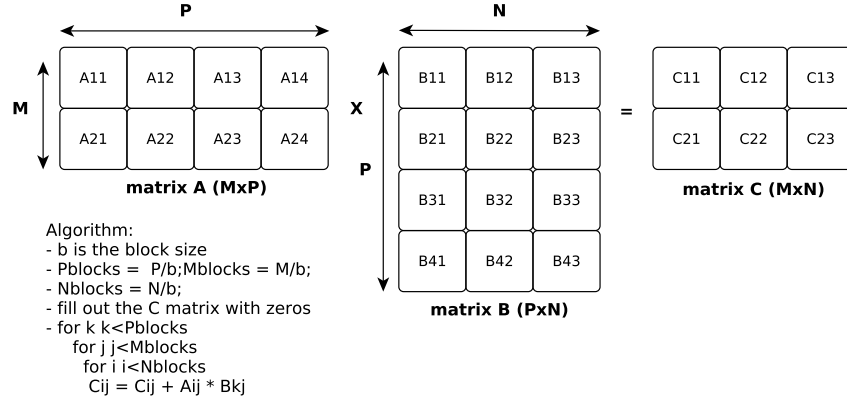 P
M
A11 A12 A13 A14
A21 A22 A23 A24
matrix A (MxP)
X
N
P
B11 B12 B13
B21 B22 B23
B31 B32 B33
B41 B42 B43
matrix B (PxN)
=
C11 C12 C13
C21 C22 C23
matrix C (MxN)
Algorithm:
- b is the block size
- Pblocks =  P/b;Mblocks = M/b;
- Nblocks = N/b;
- fill out the C matrix with zeros
- for k k<Pblocks
for j j<Mblocks
for i i<Nblocks
Cij = Cij + Aij * Bkj